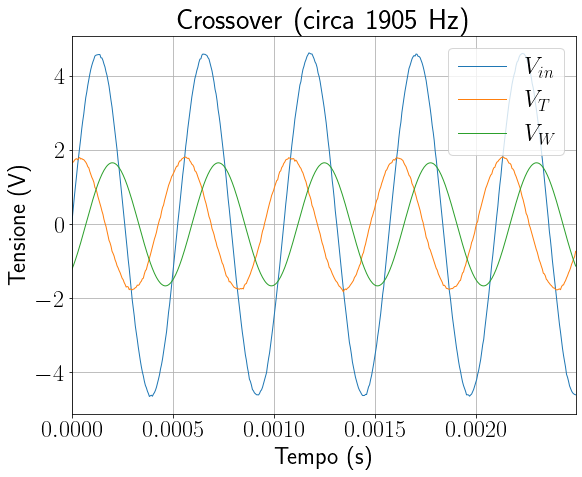 Crossover (circa 1905 Hz)
V_in
V_T
V_W
Tensione (V)
4
2
0
−2
−4
0.0000 0.0005 0.0010 0.0015 0.0020
Tempo (s)